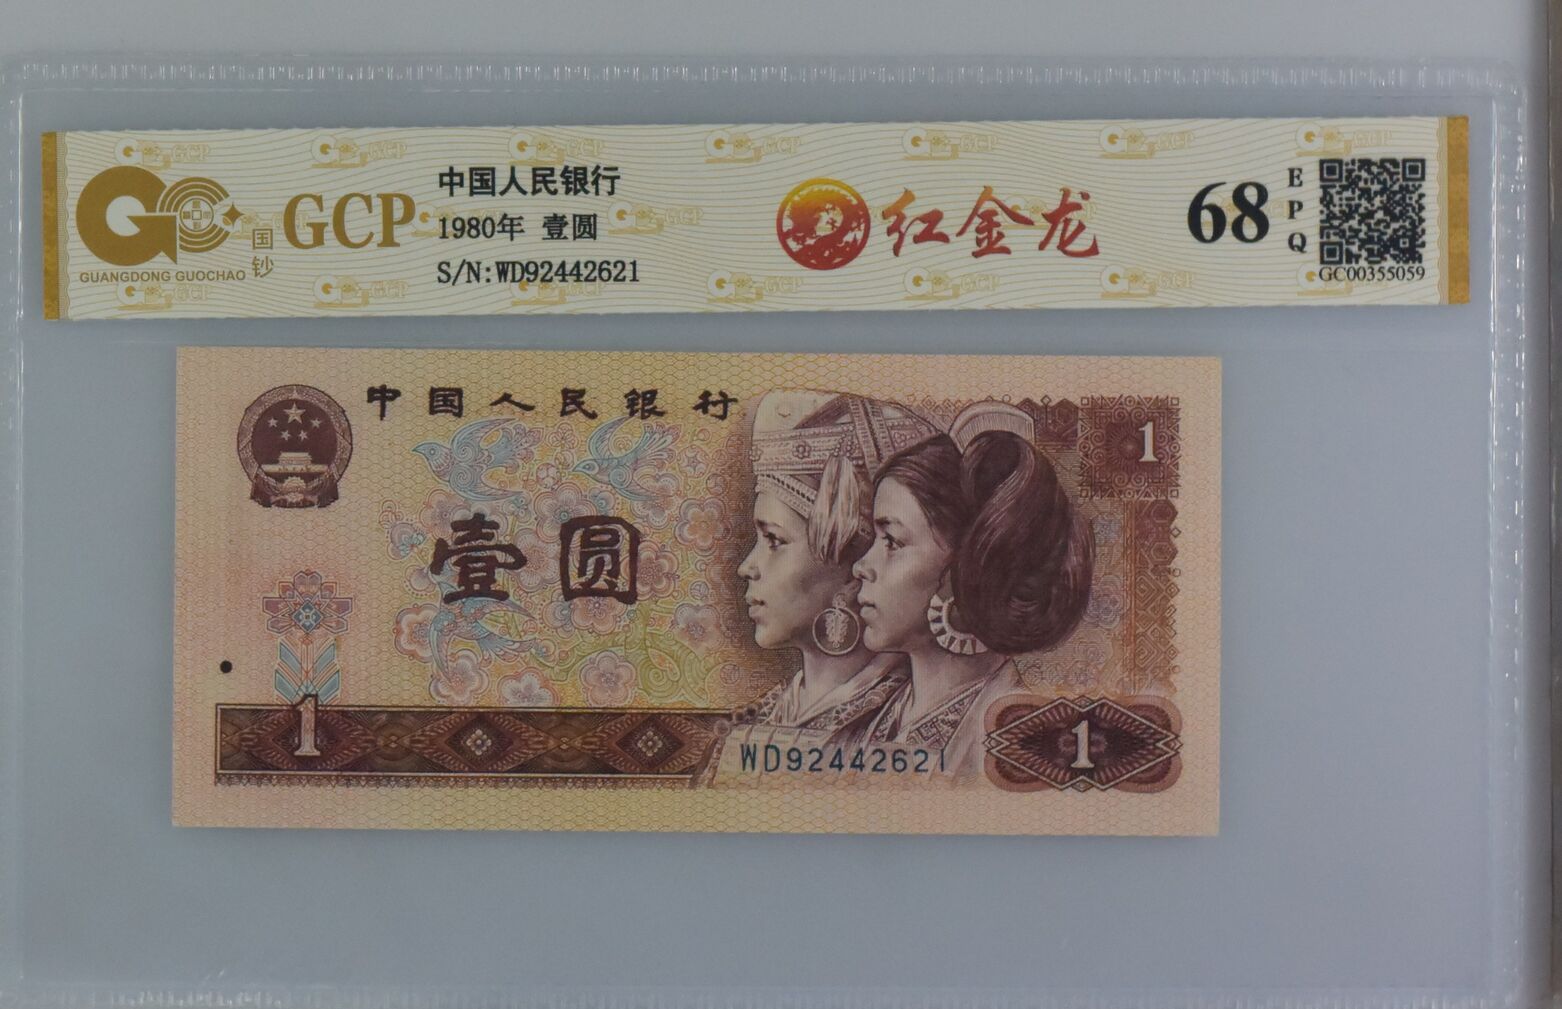 GCP
国钞
GUANGDONG GUOCHAO
中国人民银行
1980年 壹圆
S/N:WD92442621
红金龙
68
EPQ
GC00355059
中国人民银行
1
壹圆
1
WD92442621
1